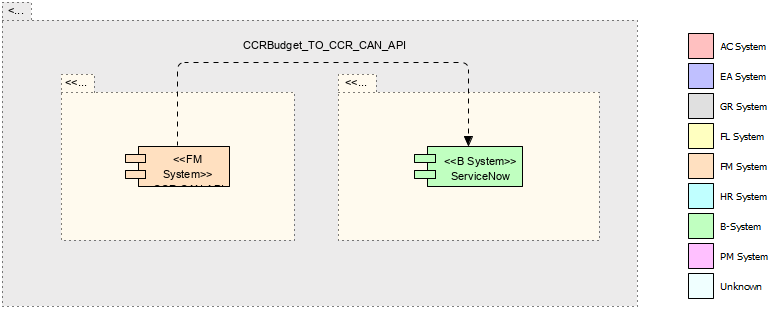 <...
CCRBudget_TO_CCR_CAN_API
<<...
<<...
<<FM
System>>
CCR_CAN_API
<<B System>>
ServiceNow
AC System
EA System
GR System
FL System
FM System
HR System
B-System
PM System
Unknown